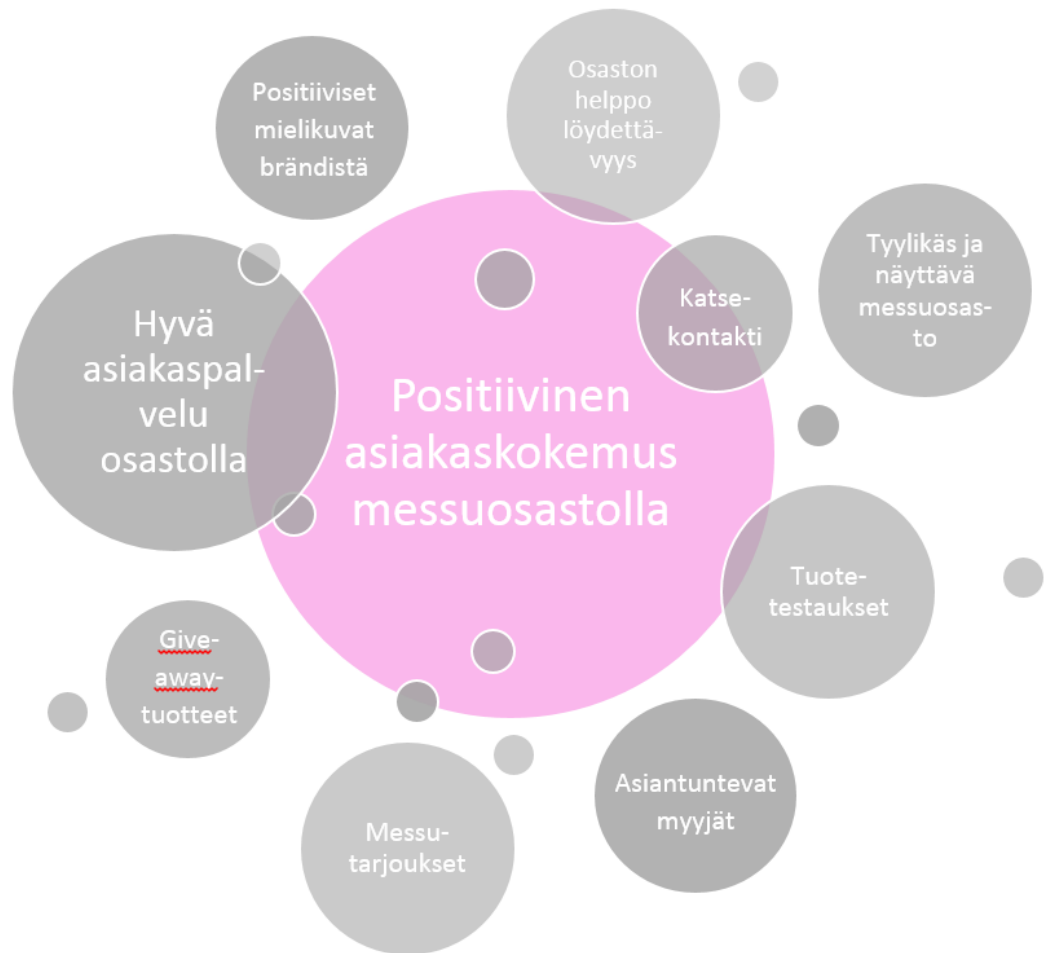 Positiiviset
mielikuvat
brändistä
Osaston
helppo
löydettä-
vyys
Tyylikäs ja
näyttävä
messuosas-
to
Katse-
kontakti
Hyvä
asiakaspal-
velu
osastolla
Positiivinen
asiakaskokemus
messuosastolla
Tuote-
testaukset
Give-
away-
tuotteet
Asiantuntevat
myyjät
Messu-
tarjoukset